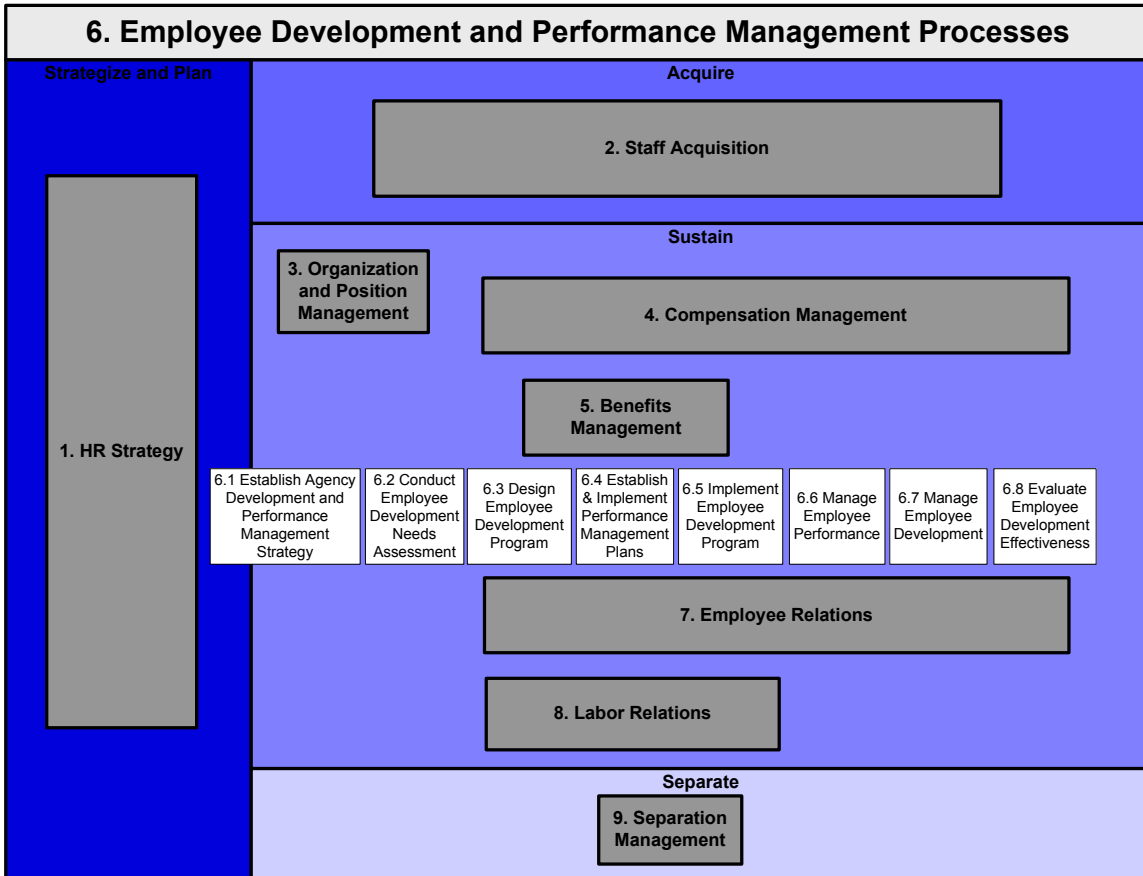 6. Employee Development and Performance Management Processes
Strategize and Plan
Acquire
2. Staff Acquisition
Sustain
3. Organization
and Position
Management
4. Compensation Management
5. Benefits
Management
1. HR Strategy
6.1 Establish Agency
Development and
Performance
Management
Strategy
6.2 Conduct
Employee
Development
Needs
Assessment
6.3 Design
Employee
Development
Program
6.4 Establish
& Implement
Performance
Management
Plans
6.5 Implement
Employee
Development
Program
6.6 Manage
Employee
Performance
6.7 Manage
Employee
Development
6.8 Evaluate
Employee
Development
Effectiveness
7. Employee Relations
8. Labor Relations
Separate
9. Separation
Management